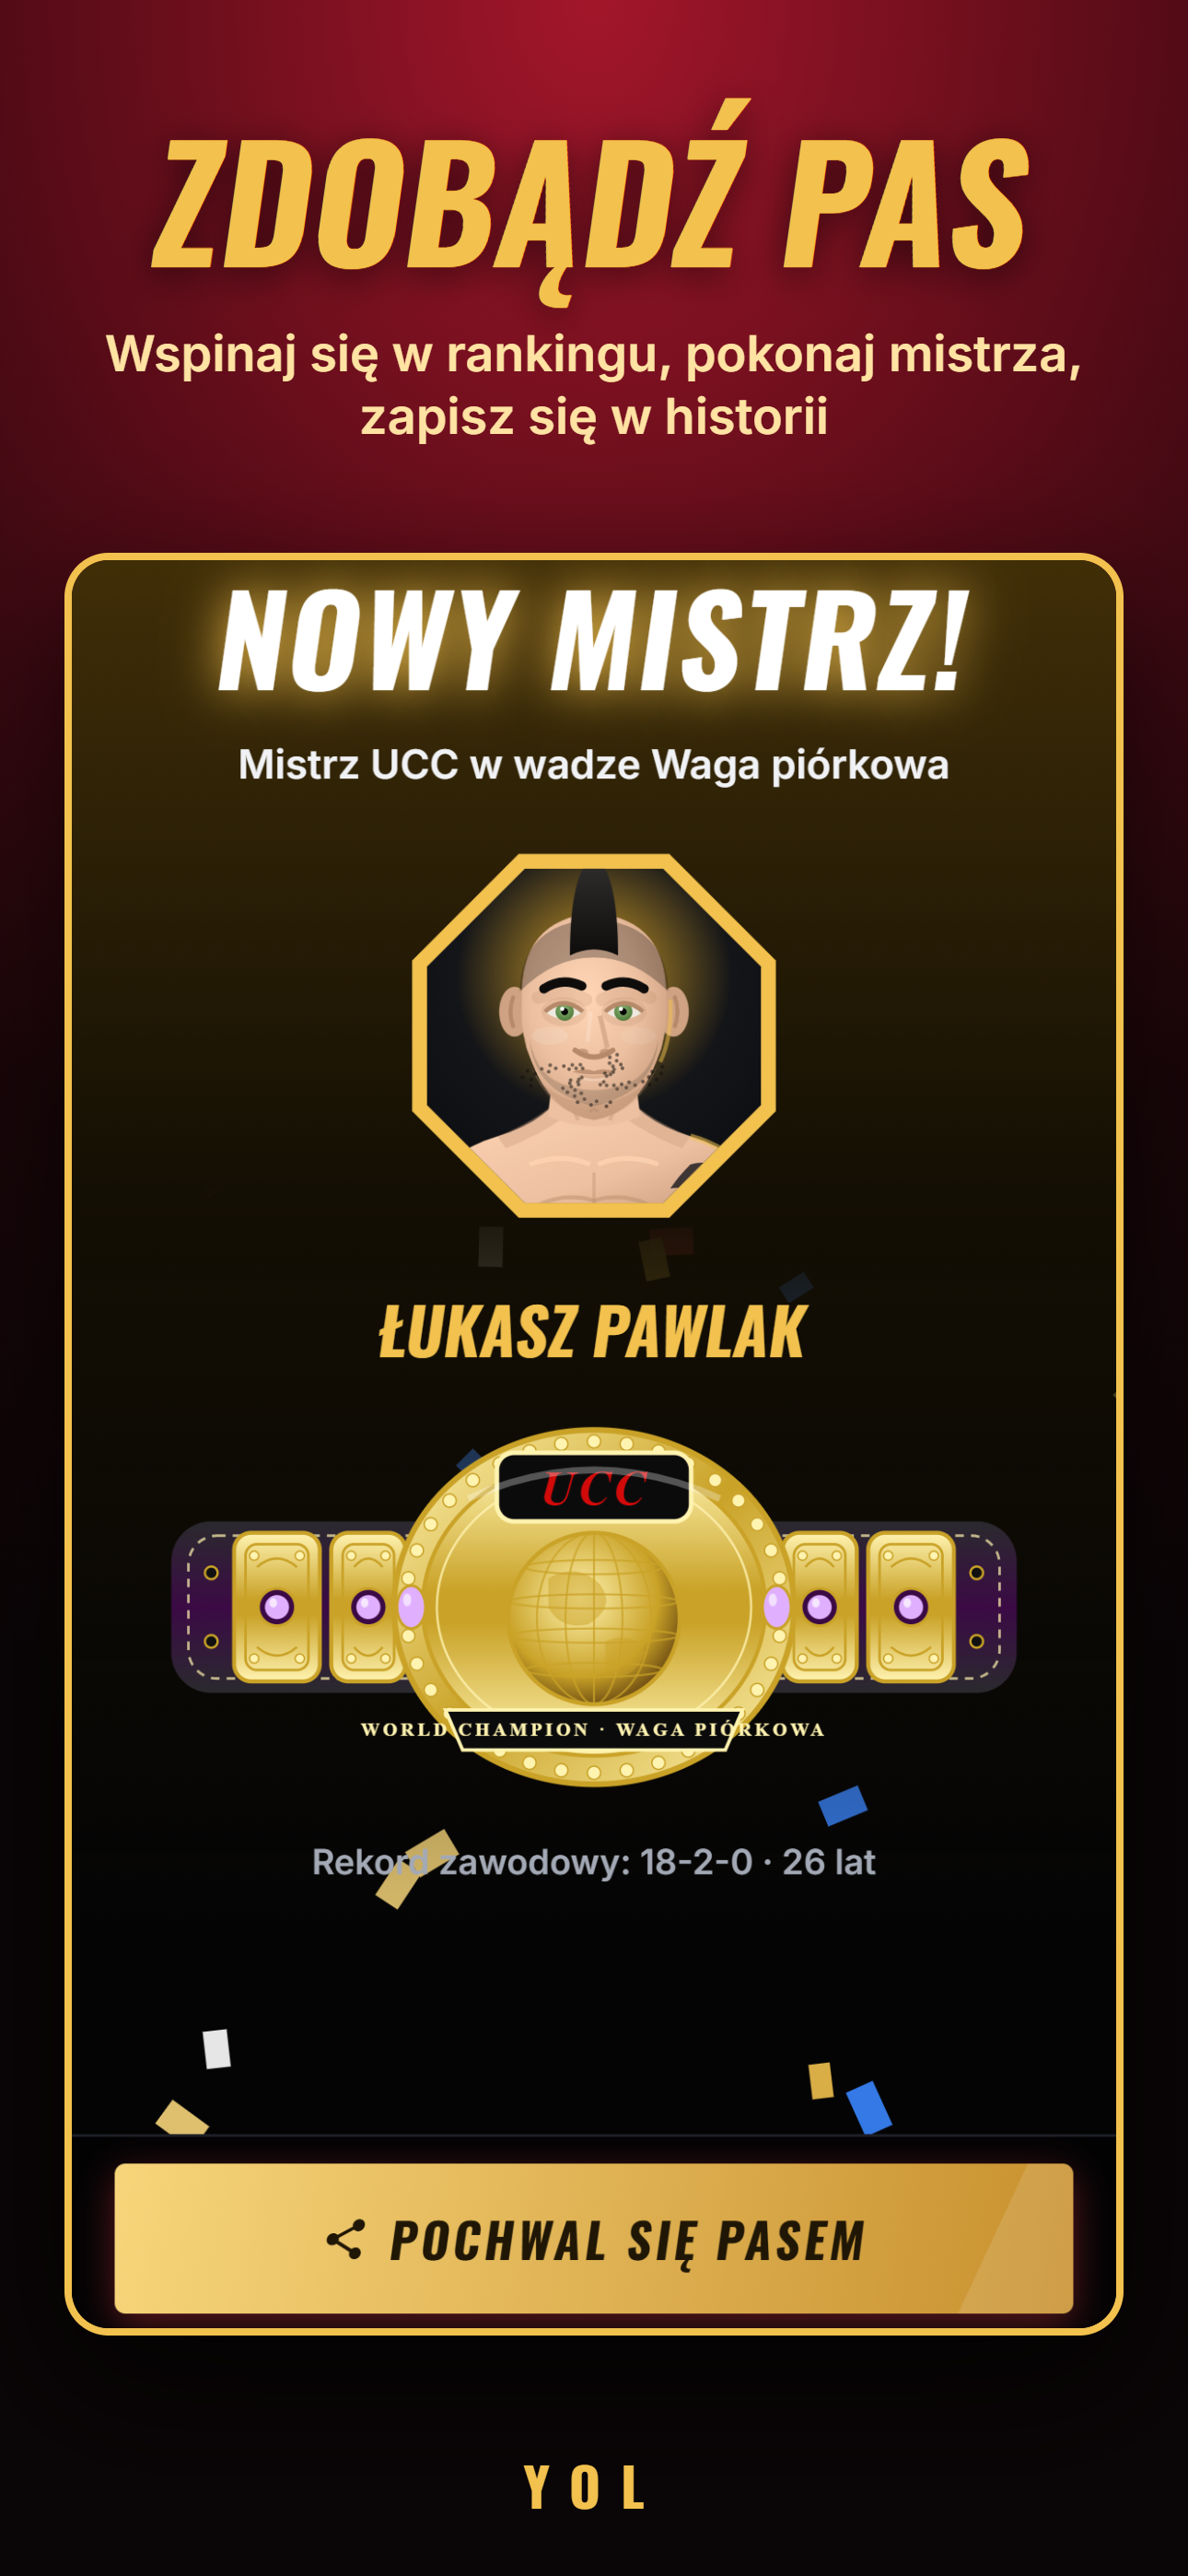 ZDOBĄDŹ PAS
Wspinaj się w rankingu, pokonaj mistrza,
zapisz się w historii
NOWY MISTRZ!
Mistrz UCC w wadze Waga piórkowa
ŁUKASZ PAWLAK
UCC
WORLD CHAMPION · WAGA PIÓRKOWA
Rekord zawodowy: 18-2-0 · 26 lat
POCHWAL SIĘ PASEM
YOL